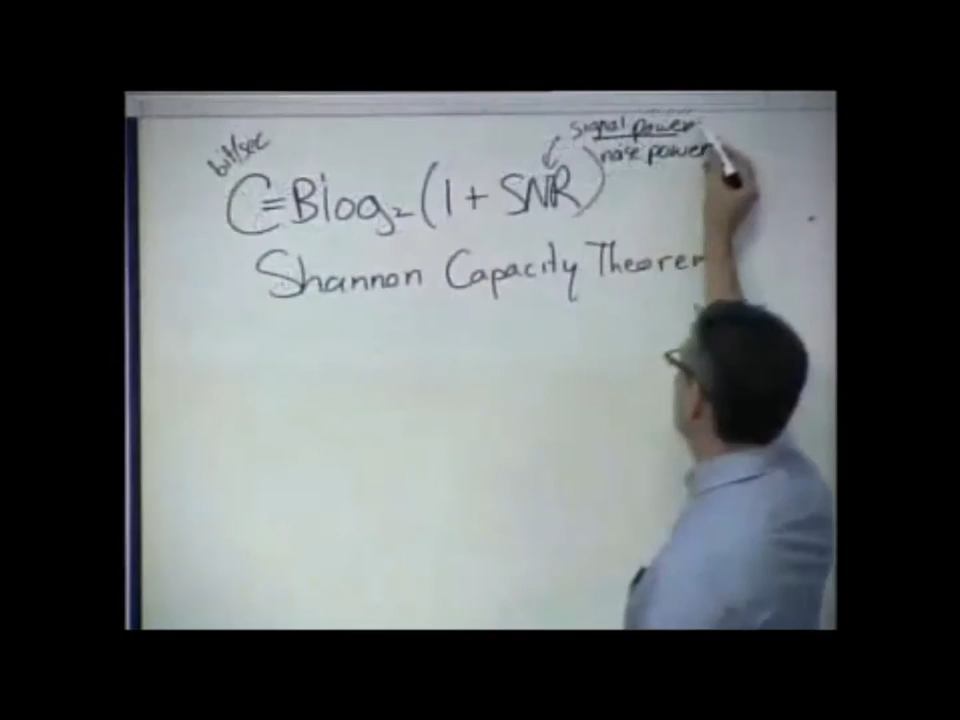 signal power
noise power
bit/sec
C=Blog₂(1+SNR)
Shannon Capacity Theorem